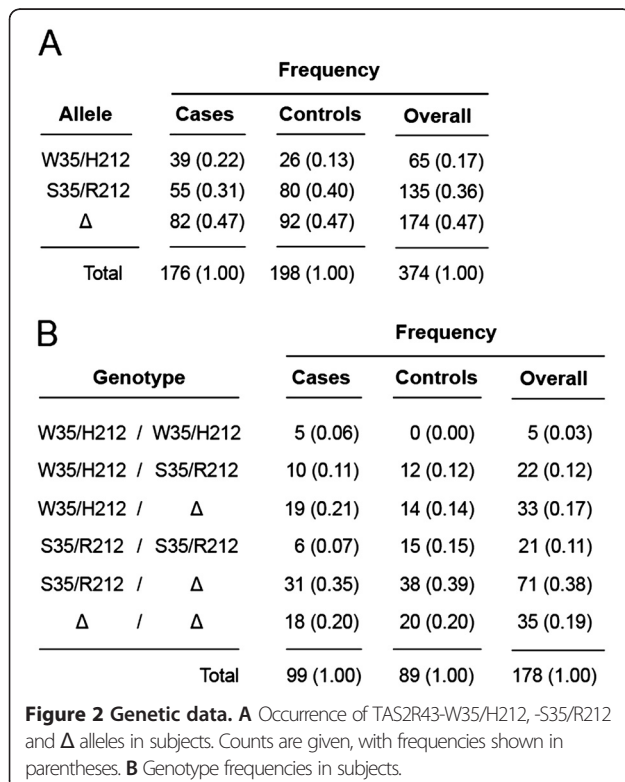 A
Frequency
Allele Cases Controls Overall
W35/H212 39 (0.22) 26 (0.13) 65 (0.17)
S35/R212 55 (0.31) 80 (0.40) 135 (0.36)
Δ 82 (0.47) 92 (0.47) 174 (0.47)
Total 176 (1.00) 198 (1.00) 374 (1.00)
B
Frequency
Genotype Cases Controls Overall
W35/H212 / W35/H212 5 (0.06) 0 (0.00) 5 (0.03)
W35/H212 / S35/R212 10 (0.11) 12 (0.12) 22 (0.12)
W35/H212 / Δ 19 (0.21) 14 (0.14) 33 (0.17)
S35/R212 / S35/R212 6 (0.07) 15 (0.15) 21 (0.11)
S35/R212 / Δ 31 (0.35) 38 (0.39) 71 (0.38)
Δ / Δ 18 (0.20) 20 (0.20) 35 (0.19)
Total 99 (1.00) 89 (1.00) 178 (1.00)
Figure 2 Genetic data. A Occurrence of TAS2R43-W35/H212, -S35/R212
and Δ alleles in subjects. Counts are given, with frequencies shown in
parentheses. B Genotype frequencies in subjects.